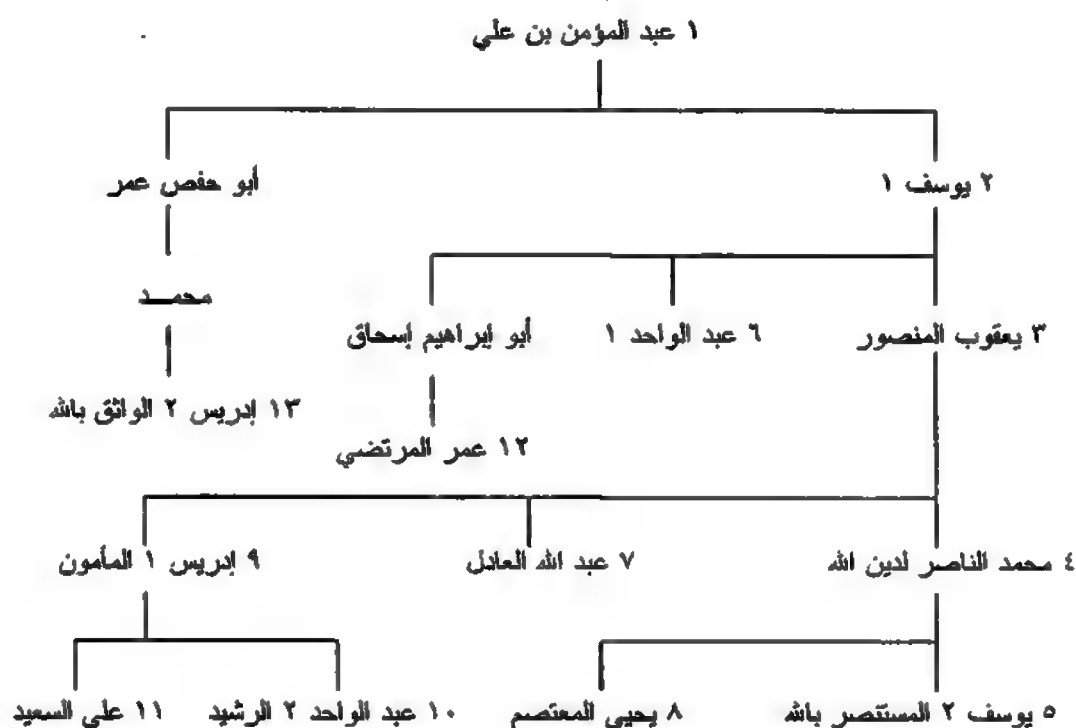 ١ عبد المؤمن بن علي
٢ يوسف ١
أبو حفص عمر
محمد
٣ يعقوب المنصور
٦ عبد الواحد ١
أبو إبراهيم إسحاق
١٣ إدريس ٢ الواثق بالله
١٢ عمر المرتضي
٤ محمد الناصر لدين الله
٧ عبد الله العادل
٩ إدريس ١ المأمون
٥ يوسف ٢ المستنصر بالله
٨ يحيى المعتصم
١٠ عبد الواحد ٢ الرشيد
١١ علي السعيد